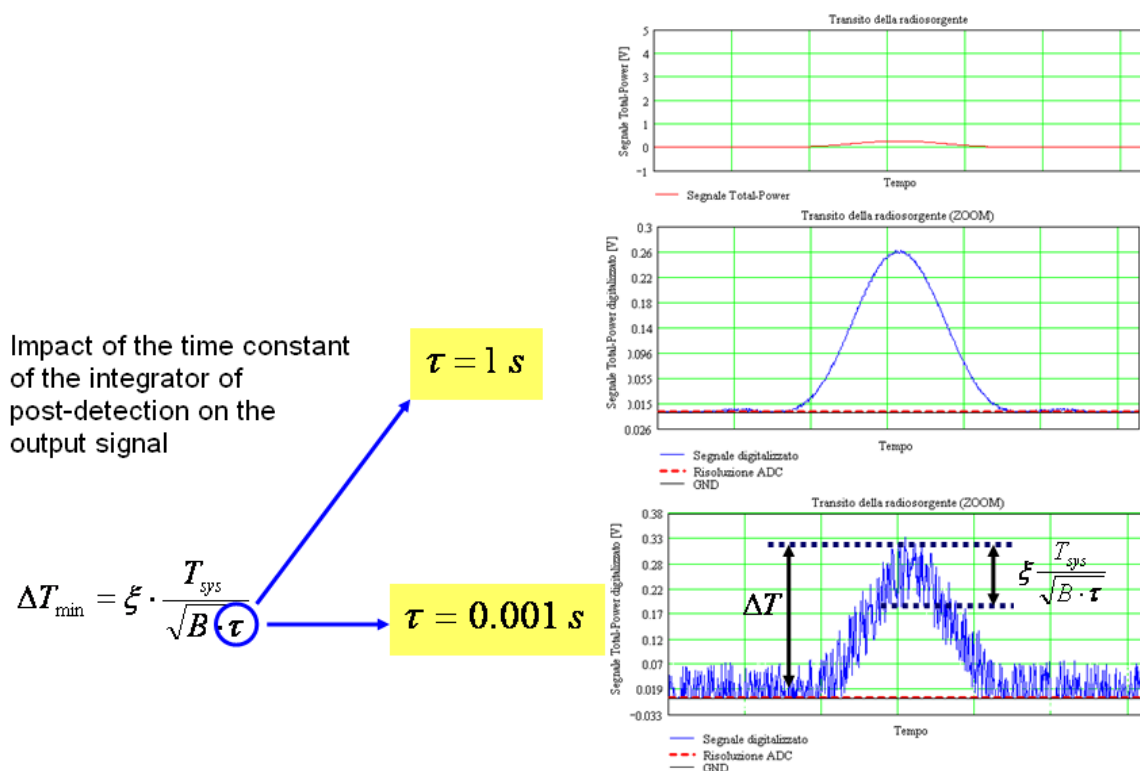 Impact of the time constant
of the integrator of
post-detection on the
output signal
ΔT_min = ξ · T_sys / √(B · τ)
τ = 1 s
τ = 0.001 s
Transito della radiosorgente
Segnale Total-Power [V]
5
4
3
2
1
0
−1
Tempo
Segnale Total-Power
Transito della radiosorgente (ZOOM)
Segnale Total-Power digitalizzato [V]
0.3
0.26
0.22
0.18
0.14
0.096
0.055
0.015
0.026
Tempo
Segnale digitalizzato
Risoluzione ADC
GND
Transito della radiosorgente (ZOOM)
Segnale Total-Power digitalizzato [V]
0.38
0.33
0.28
0.22
0.17
0.12
0.07
0.019
−0.033
ΔT
ξ T_sys / √(B · τ)
Tempo
Segnale digitalizzato
Risoluzione ADC
GND